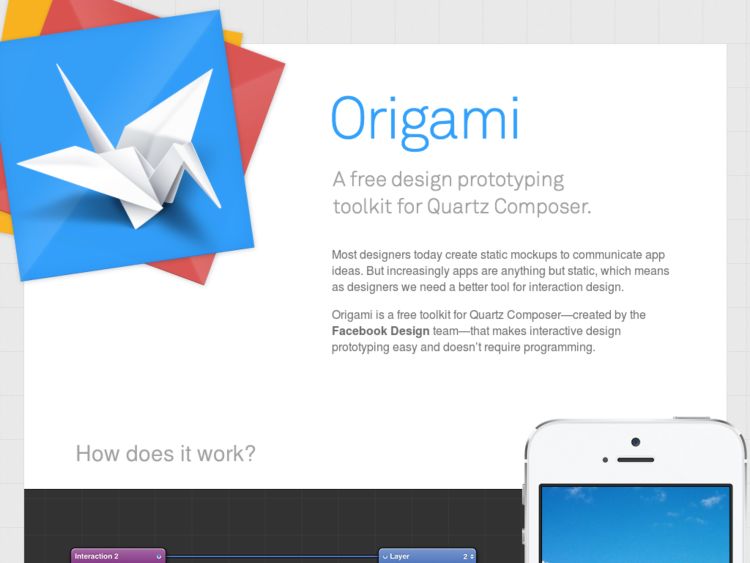 Origami
A free design prototyping
toolkit for Quartz Composer.
Most designers today create static mockups to communicate app
ideas. But increasingly apps are anything but static, which means
as designers we need a better tool for interaction design.
Origami is a free toolkit for Quartz Composer—created by the
Facebook Design team—that makes interactive design
prototyping easy and doesn’t require programming.
How does it work?
Interaction 2
Layer 2